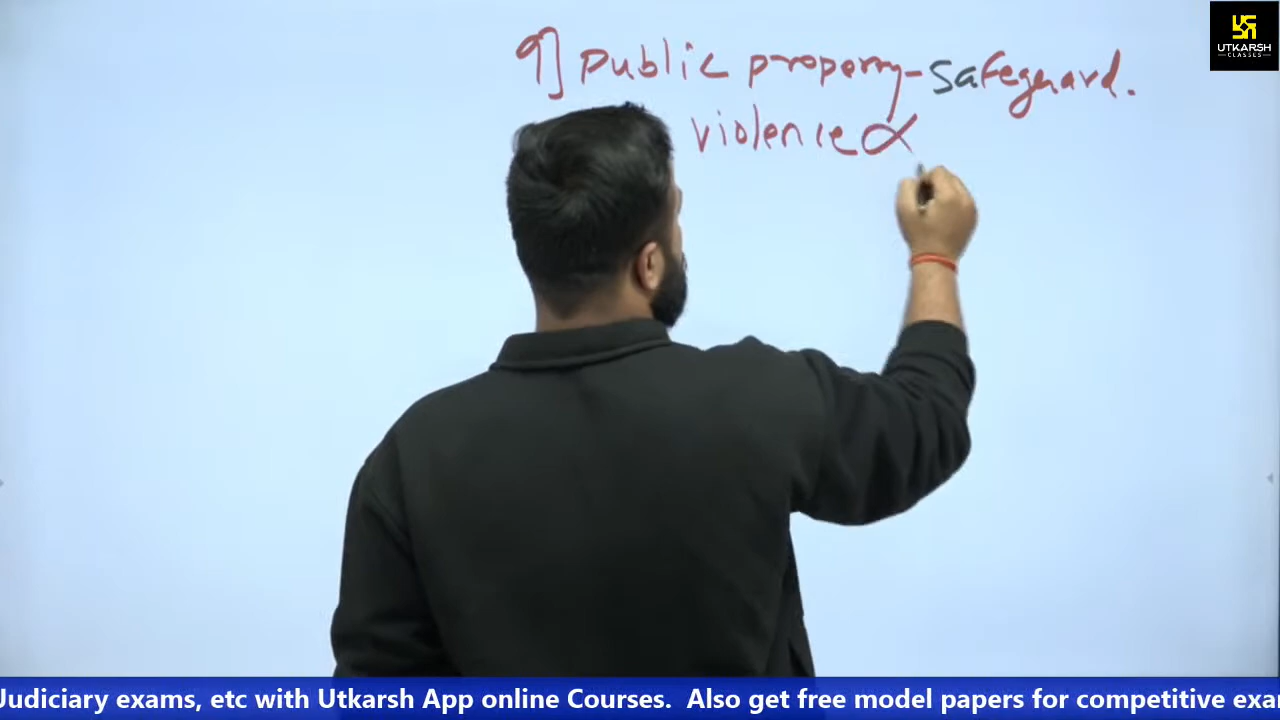 UTKARSH
CLASSES
9] Public property - safeguard.
violence
Judiciary exams, etc with Utkarsh App online Courses. Also get free model papers for competitive exa